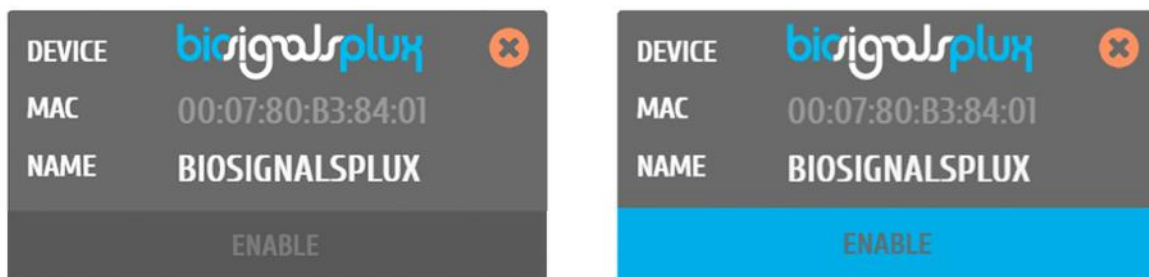 DEVICE biosignalsplux
MAC 00:07:80:B3:84:01
NAME BIOSIGNALSPLUX
ENABLE
DEVICE biosignalsplux
MAC 00:07:80:B3:84:01
NAME BIOSIGNALSPLUX
ENABLE